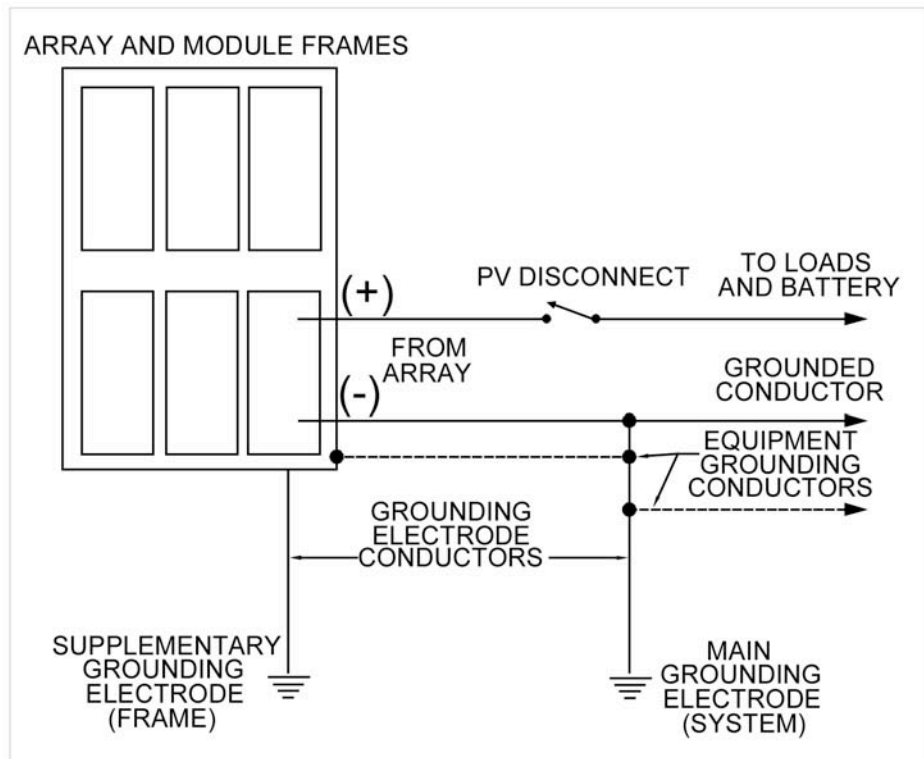 ARRAY AND MODULE FRAMES
(+)
PV DISCONNECT
TO LOADS
AND BATTERY
FROM
ARRAY
(-)
GROUNDED
CONDUCTOR
EQUIPMENT
GROUNDING
CONDUCTORS
GROUNDING
ELECTRODE
CONDUCTORS
SUPPLEMENTARY
GROUNDING
ELECTRODE
(FRAME)
MAIN
GROUNDING
ELECTRODE
(SYSTEM)